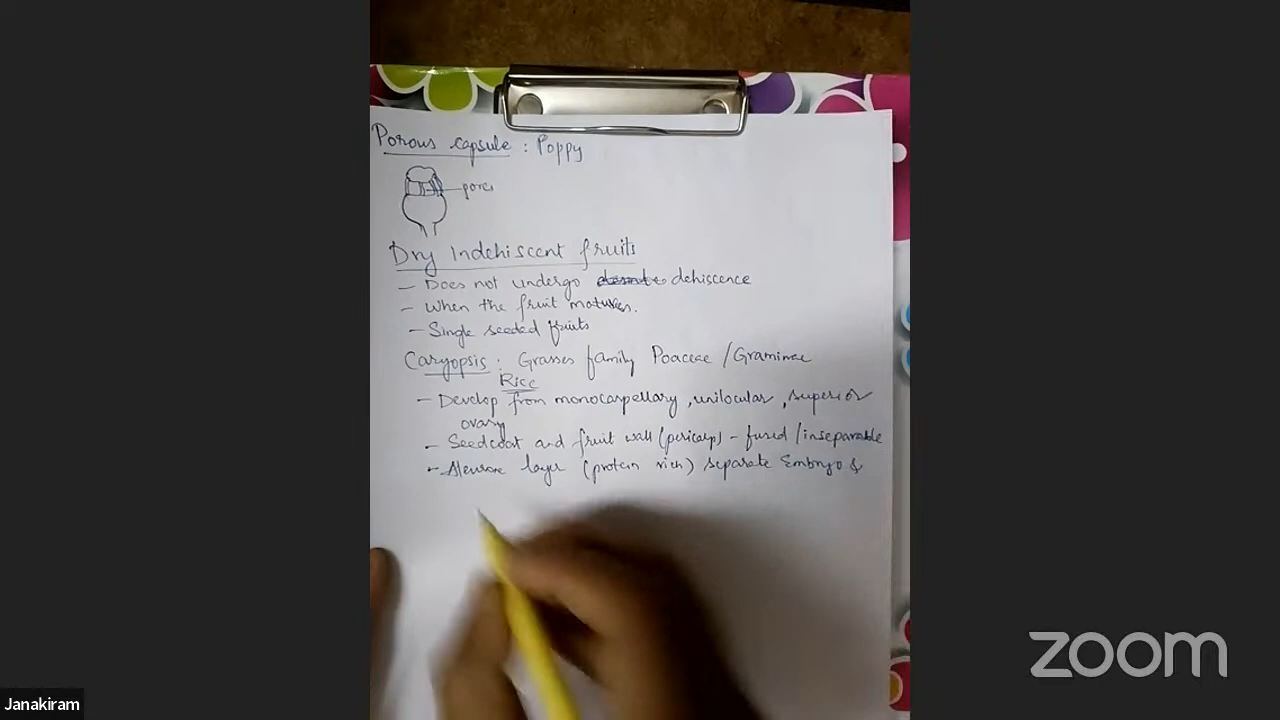 Porous capsule : Poppy
pores
Dry Indehiscent fruits
- Does not undergo dehiscence
- When the fruit matures.
- Single seeded fruits
Caryopsis : Grasses family Poaceae / Graminae
Rice
- Develop from monocarpellary, unilocular, superior
ovary
- Seedcoat and fruit wall (pericarp) - fused / inseparable
- Aleurone layer (protein rich) separate Embryo &
zoom
Janakiram